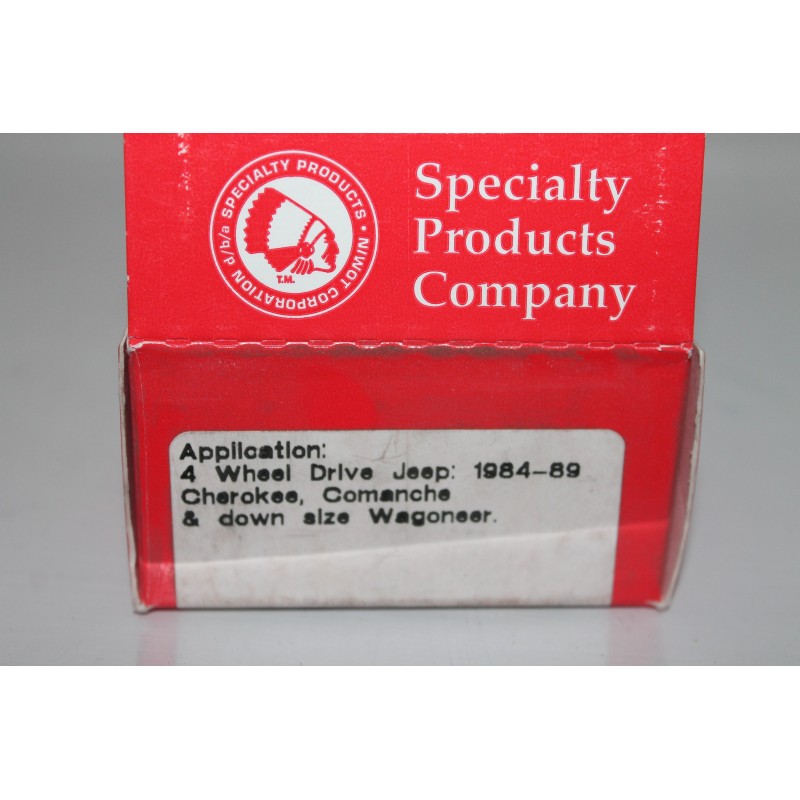 SPECIALTY PRODUCTS • NIWOT CORPORATION d/b/a
T.M.
Specialty
Products
Company
Application:
4 Wheel Drive Jeep: 1984-89
Cherokee, Comanche
& down size Wagoneer.